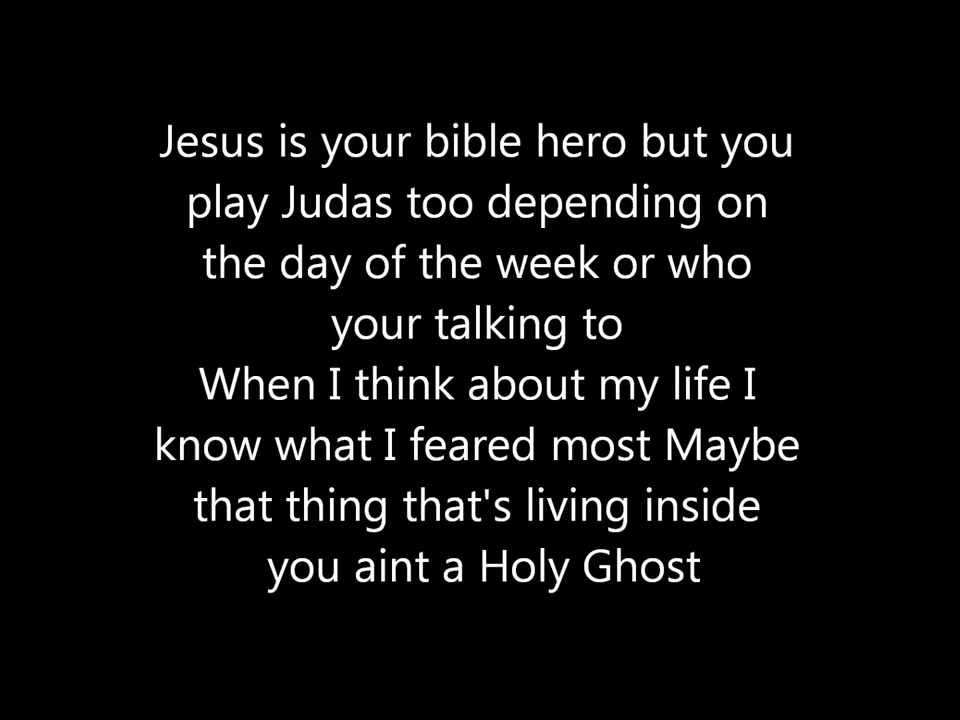 Jesus is your bible hero but you
play Judas too depending on
the day of the week or who
your talking to
When I think about my life I
know what I feared most Maybe
that thing that's living inside
you aint a Holy Ghost